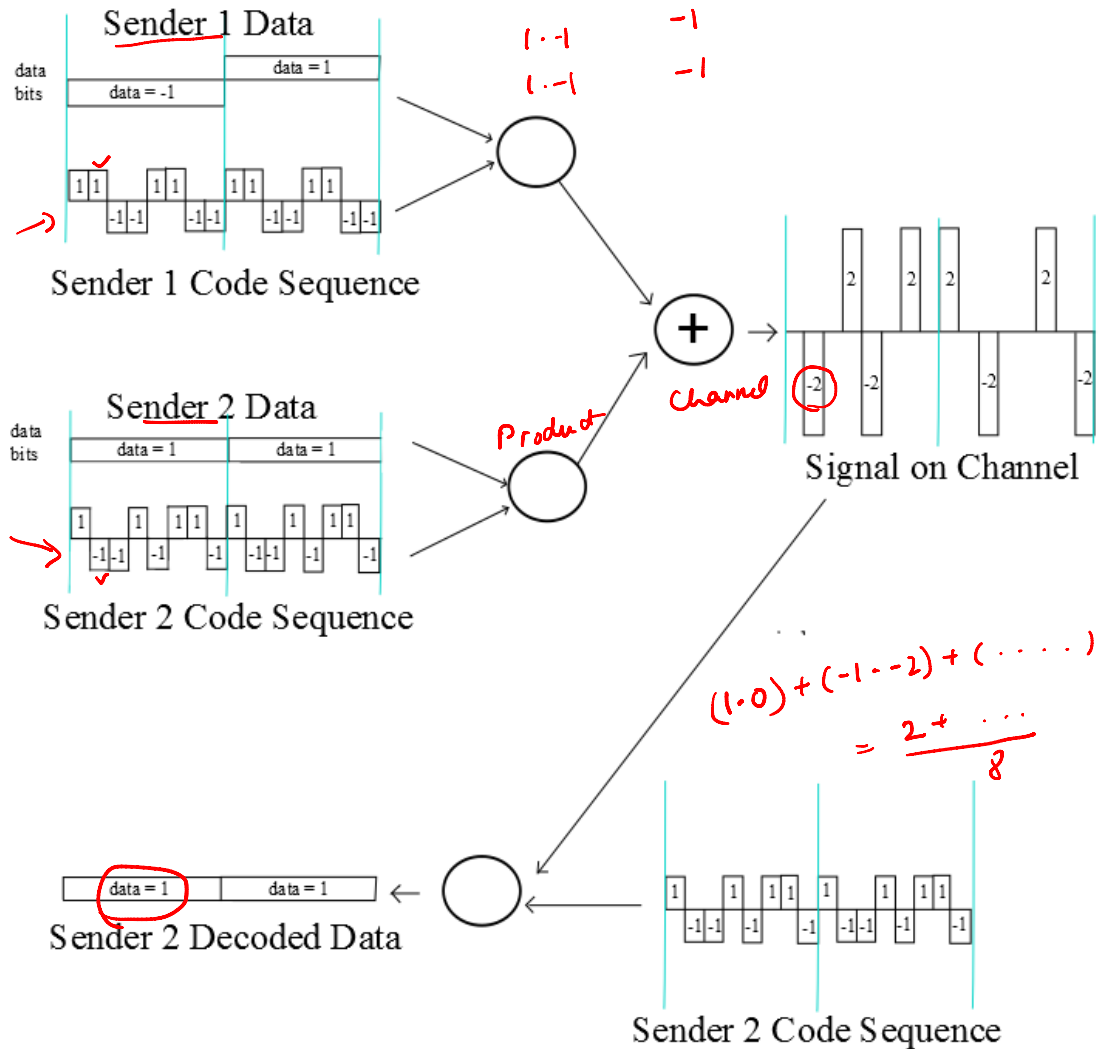 Sender 1 Data
1 . -1 -1
1 . -1 -1
data bits
data = 1
data = -1
1 1 -1 -1 1 1 -1 -1 1 1 -1 -1 1 1 -1 -1
Sender 1 Code Sequence
+
2 2 2 2
-2 -2 -2 -2
Channel
Signal on Channel
Sender 2 Data
Product
data bits
data = 1 data = 1
1 -1 -1 1 -1 1 1 -1 1 -1 -1 1 -1 1 1 -1
Sender 2 Code Sequence
(1.0) + (-1 . -2) + (.....)
= 2 + ...
8
data = 1 data = 1
Sender 2 Decoded Data
1 -1 -1 1 -1 1 1 -1 1 -1 -1 1 -1 1 1 -1
Sender 2 Code Sequence